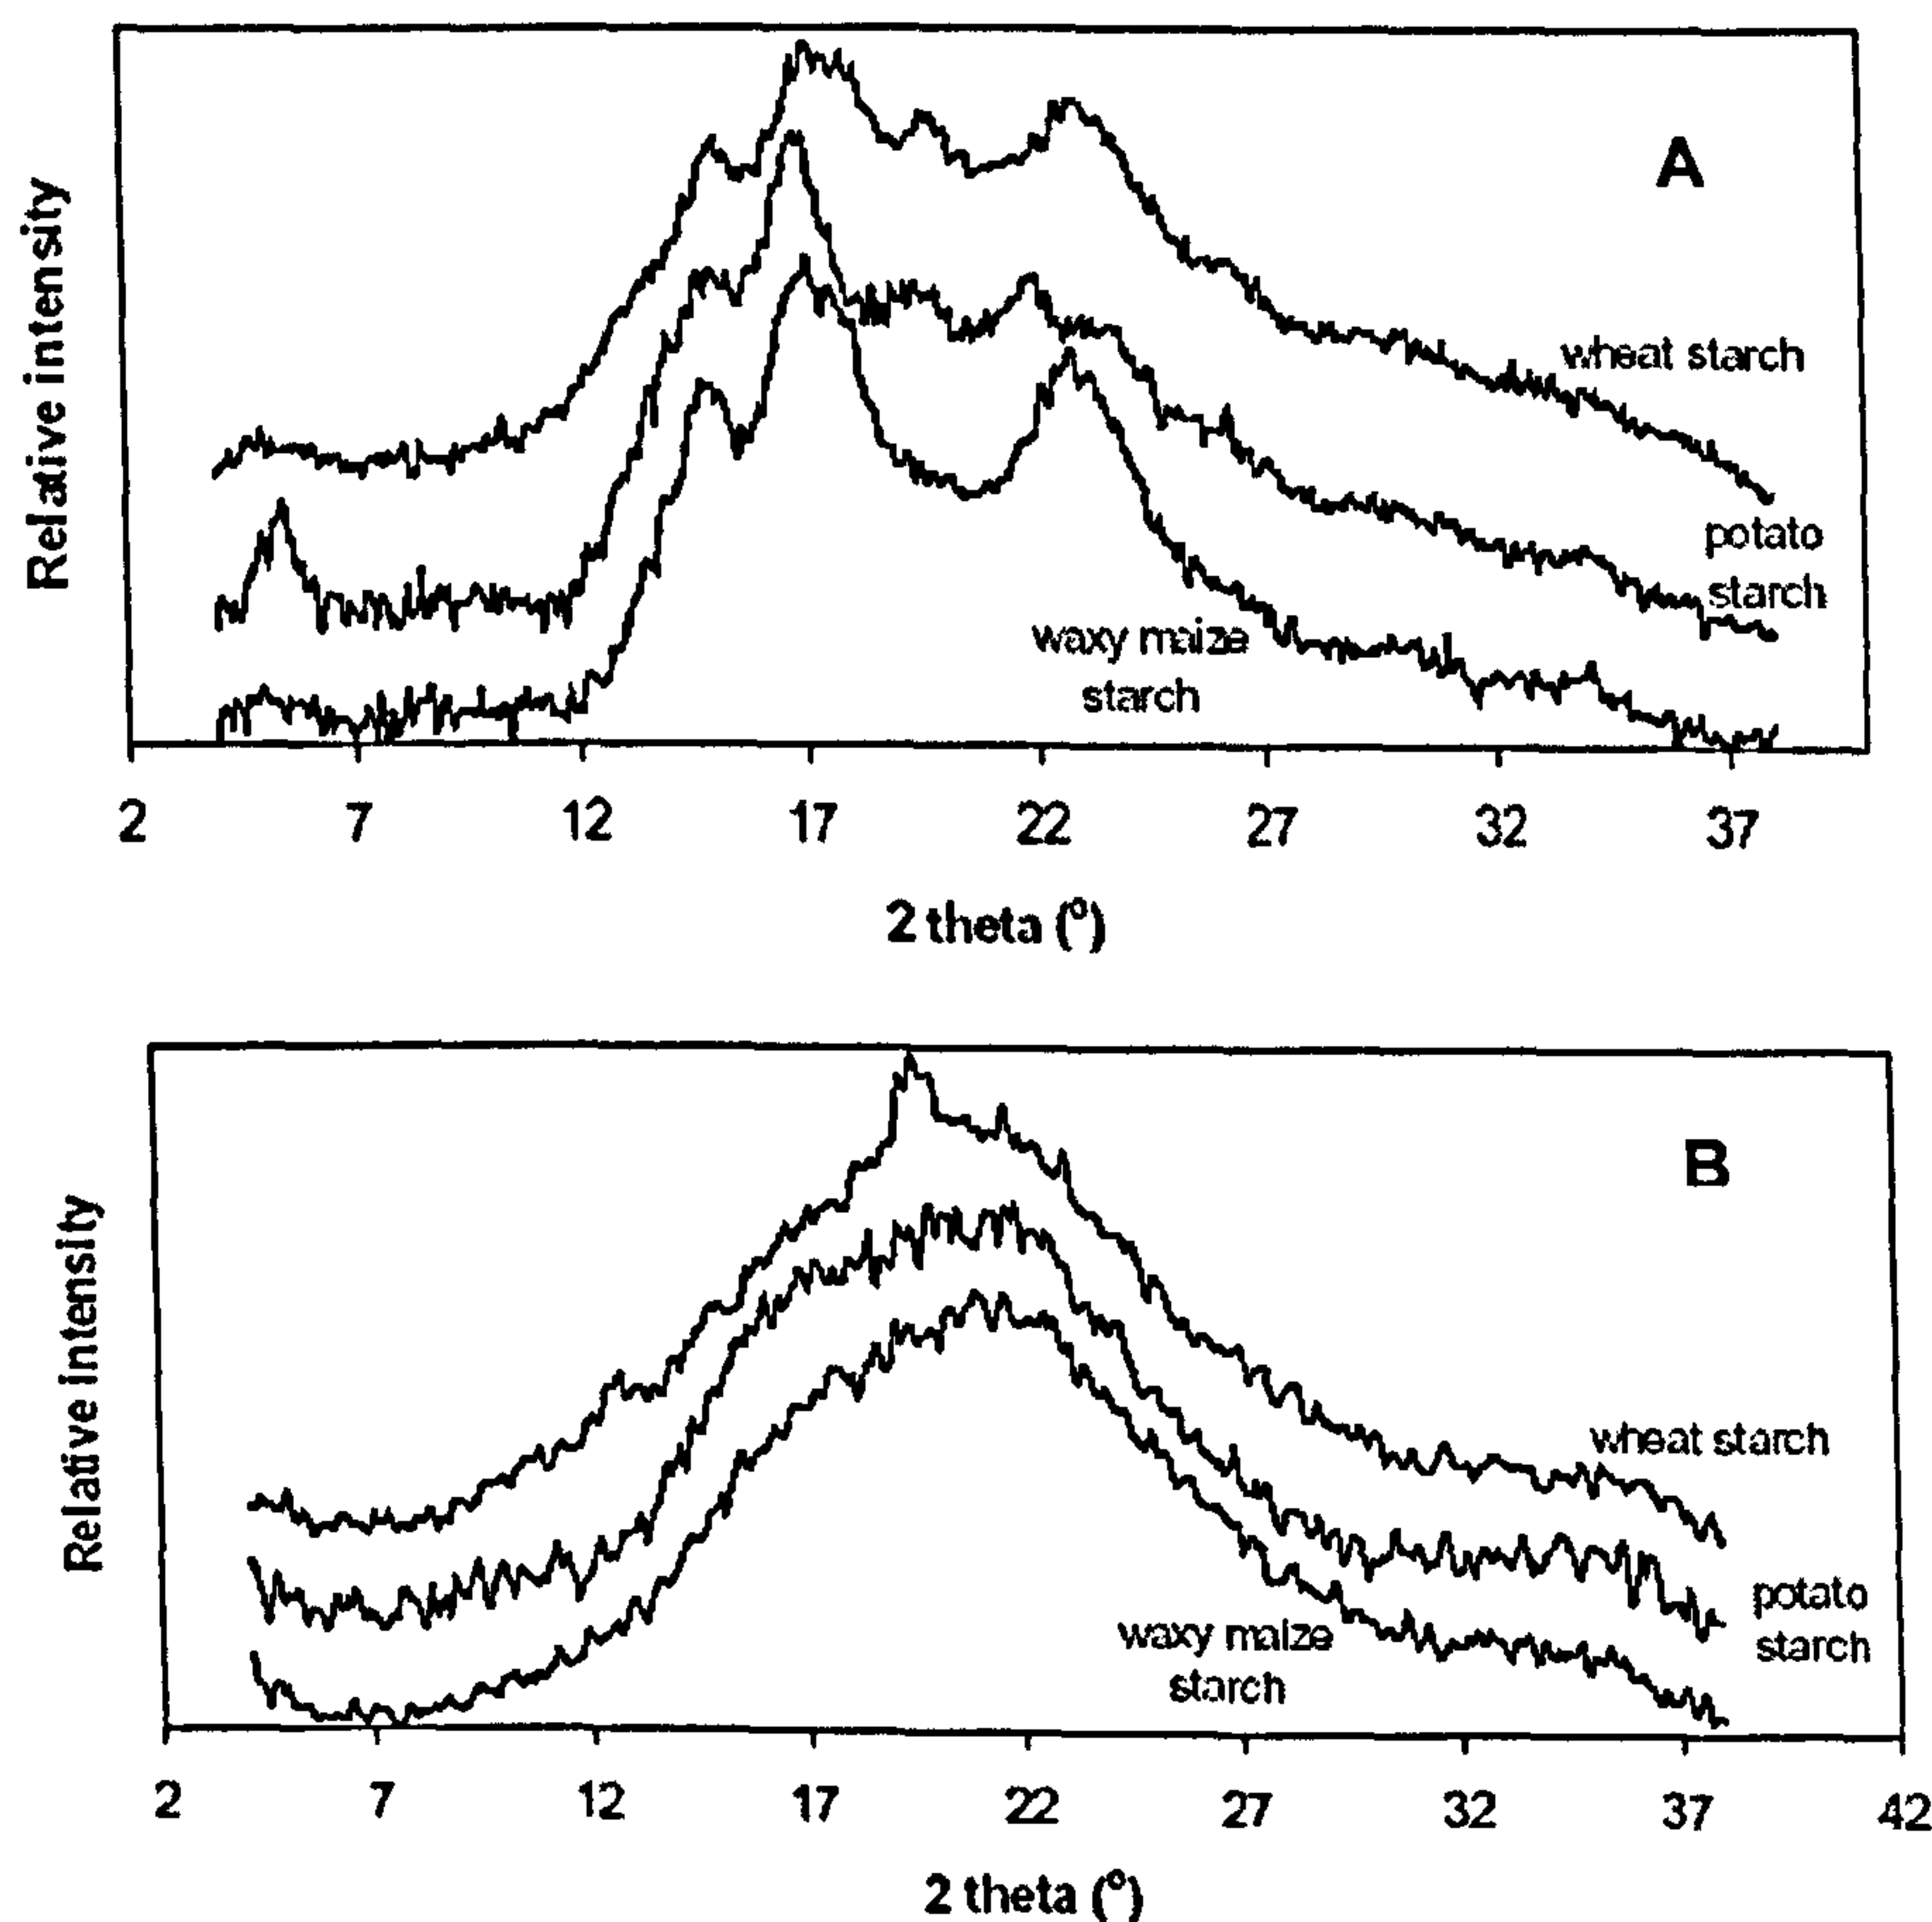 A
Relative intensity
wheat starch
potato
starch
waxy maize
starch
2 7 12 17 22 27 32 37
2 theta (º)
B
Relative intensity
wheat starch
potato
starch
waxy maize
starch
2 7 12 17 22 27 32 37 42
2 theta (º)